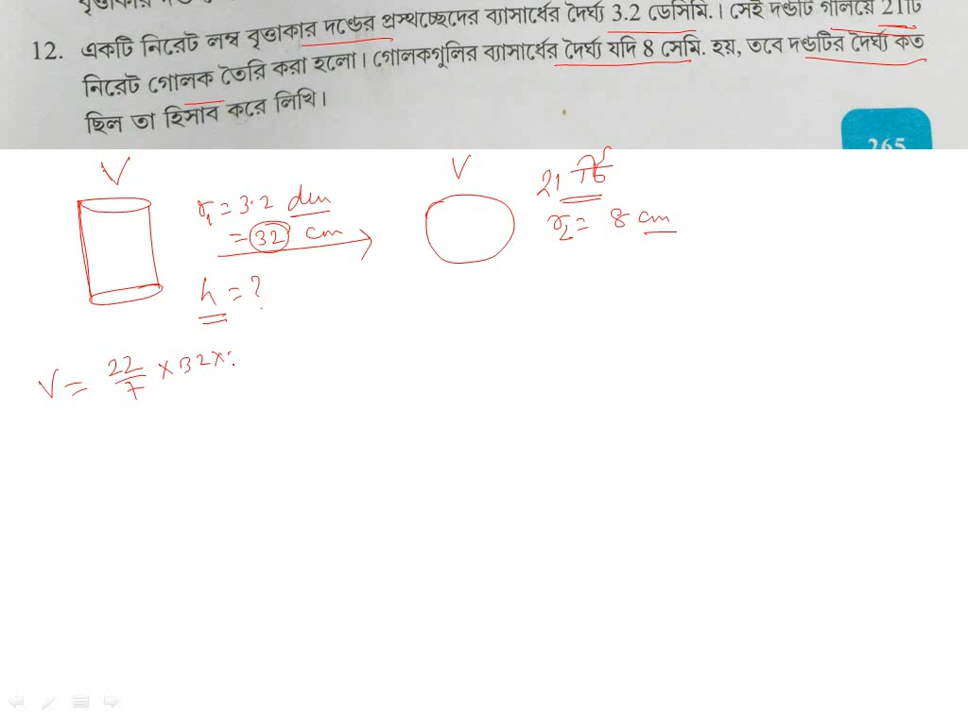 বৃত্তাকার
12. একটি নিরেট লম্ব বৃত্তাকার দণ্ডের প্রস্থচ্ছেদের ব্যাসার্ধের দৈর্ঘ্য 3.2 ডেসিমি.। সেই দণ্ডটি গলিয়ে 21টি
নিরেট গোলক তৈরি করা হলো। গোলকগুলির ব্যাসার্ধের দৈর্ঘ্য যদি 8 সেমি. হয়, তবে দণ্ডটির দৈর্ঘ্য কত
ছিল তা হিসাব করে লিখি।
265
V
V
r₁ = 3.2 dcm
= 32 cm
21 টি
r₂ = 8 cm
h = ?
V = 22/7 × 32 ×